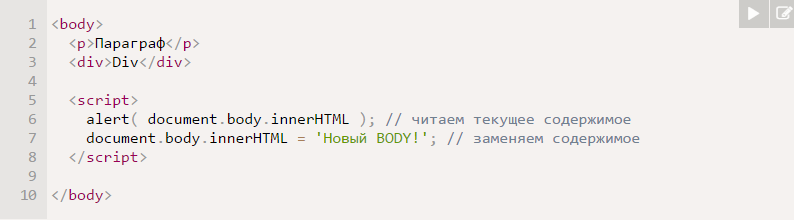 1 <body>
2   <p>Параграф</p>
3   <div>Div</div>
4
5   <script>
6     alert( document.body.innerHTML ); // читаем текущее содержимое
7     document.body.innerHTML = 'Новый BODY!'; // заменяем содержимое
8   </script>
9
10 </body>